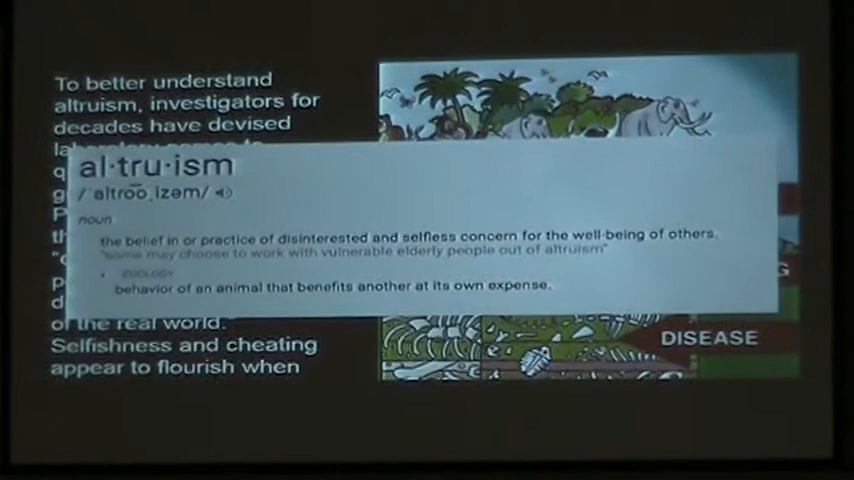 To better understand
altruism, investigators for
decades have devised
al·tru·ism
/ˈaltro͞oˌizəm/
noun
the belief in or practice of disinterested and selfless concern for the well-being of others.
"some may choose to work with vulnerable elderly people out of altruism"
• ZOOLOGY
behavior of an animal that benefits another at its own expense.
of the real world.
Selfishness and cheating
appear to flourish when
DISEASE